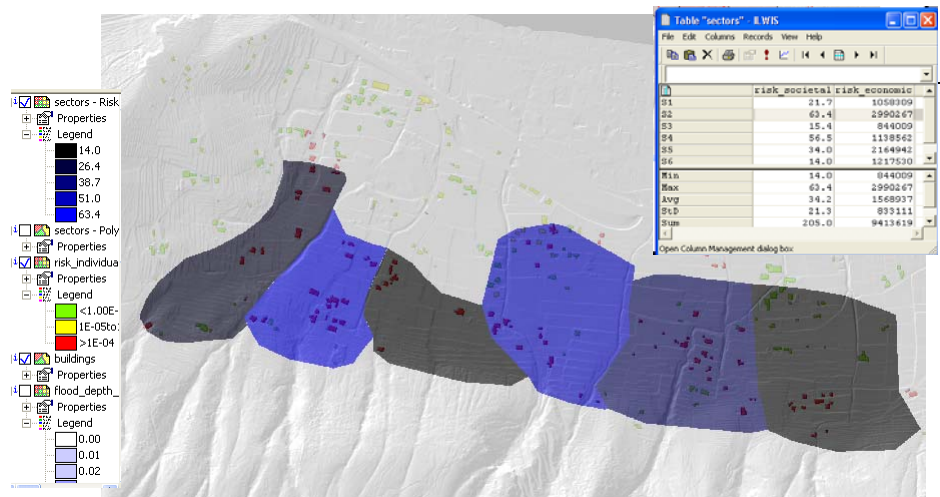 Table "sectors" - ILWIS
File Edit Columns Records View Help
risk_societal risk_economic
S1 21.7 1058309
S2 63.4 2990267
S3 15.4 844009
S4 56.5 1138562
S5 34.0 2164942
S6 14.0 1217530
Min 14.0 844009
Max 63.4 2990267
Avg 34.2 1568937
StD 21.3 833111
Sum 205.0 9413619
Open Column Management dialog box
sectors - Risk
Properties
Legend
14.0
26.4
38.7
51.0
63.4
sectors - Poly
Properties
risk_individua
Properties
Legend
<1.00E-
1E-05to
>1E-04
buildings
Properties
flood_depth_
Properties
Legend
0.00
0.01
0.02